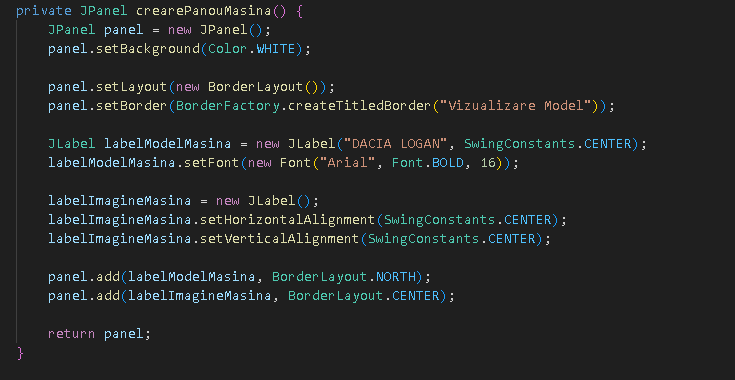 private JPanel crearePanouMasina() {
    JPanel panel = new JPanel();
    panel.setBackground(Color.WHITE);

    panel.setLayout(new BorderLayout());
    panel.setBorder(BorderFactory.createTitledBorder("Vizualizare Model"));

    JLabel labelModelMasina = new JLabel("DACIA LOGAN", SwingConstants.CENTER);
    labelModelMasina.setFont(new Font("Arial", Font.BOLD, 16));

    labelImagineMasina = new JLabel();
    labelImagineMasina.setHorizontalAlignment(SwingConstants.CENTER);
    labelImagineMasina.setVerticalAlignment(SwingConstants.CENTER);

    panel.add(labelModelMasina, BorderLayout.NORTH);
    panel.add(labelImagineMasina, BorderLayout.CENTER);

    return panel;
}